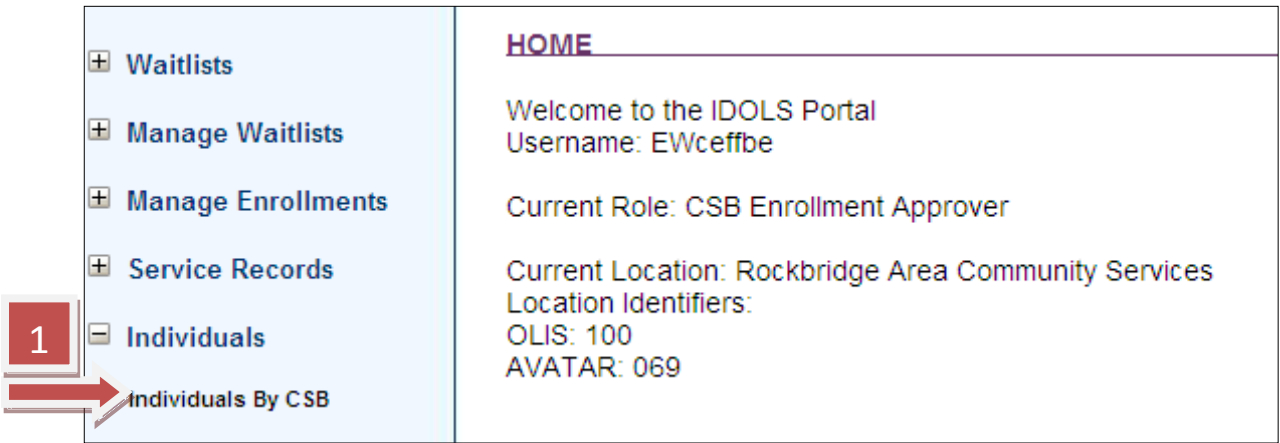 Waitlists
Manage Waitlists
Manage Enrollments
Service Records
Individuals
Individuals By CSB
1
HOME
Welcome to the IDOLS Portal
Username: EWceffbe
Current Role: CSB Enrollment Approver
Current Location: Rockbridge Area Community Services
Location Identifiers:
OLIS: 100
AVATAR: 069